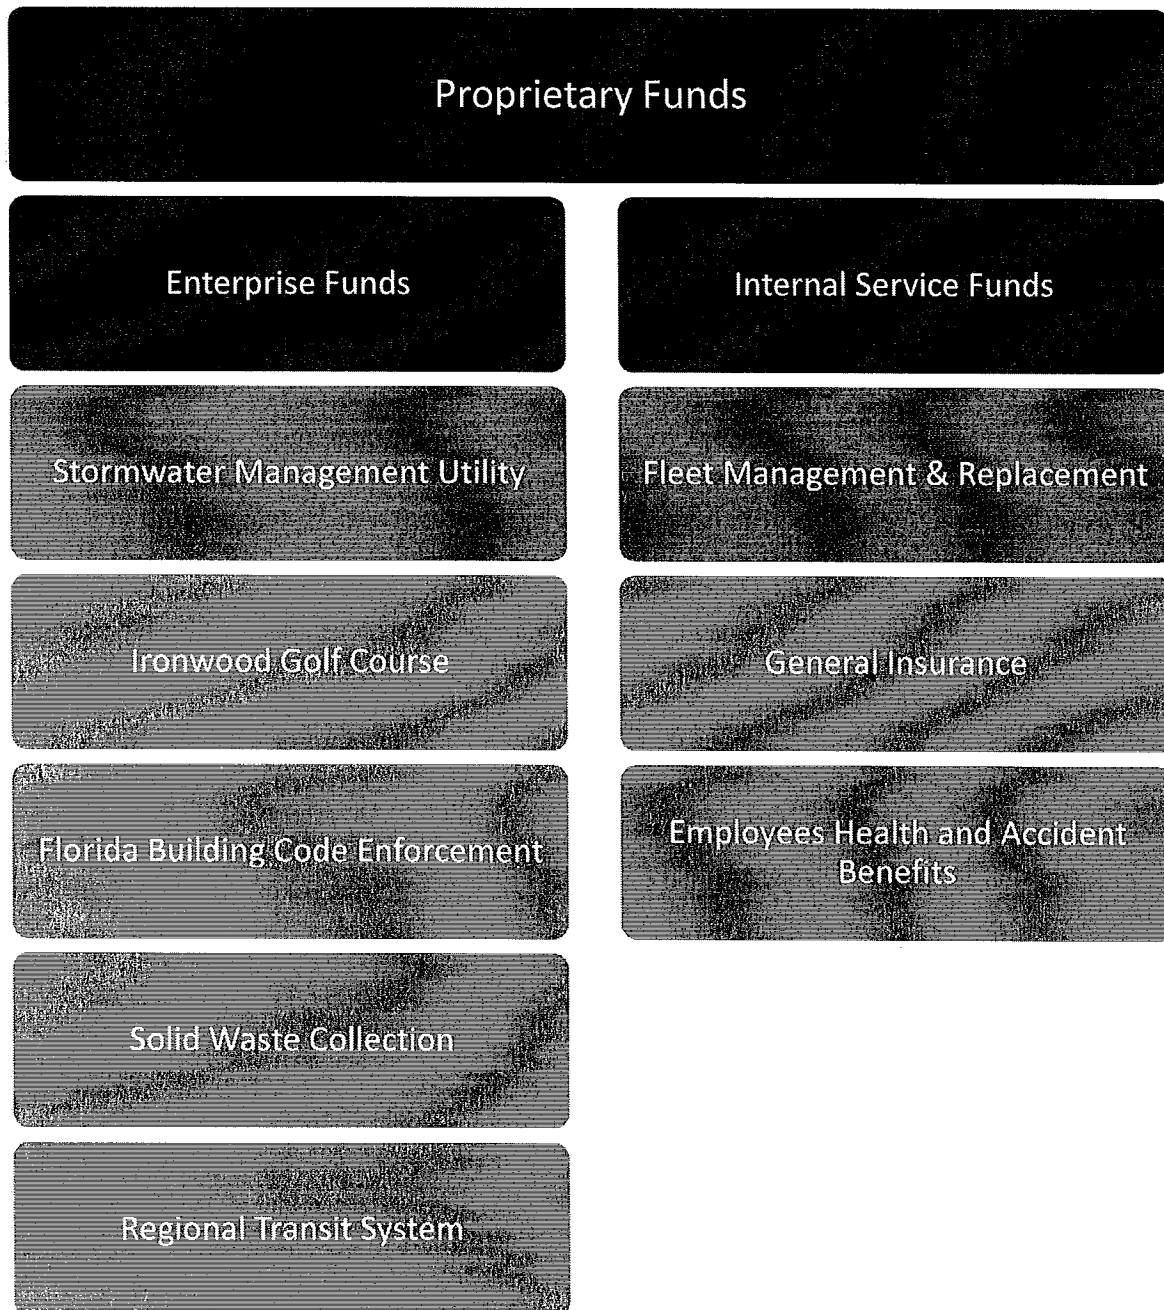 Proprietary Funds
Enterprise Funds
Internal Service Funds
Stormwater Management Utility
Fleet Management & Replacement
Ironwood Golf Course
General Insurance
Florida Building Code Enforcement
Employees Health and Accident
Benefits
Solid Waste Collection
Regional Transit System